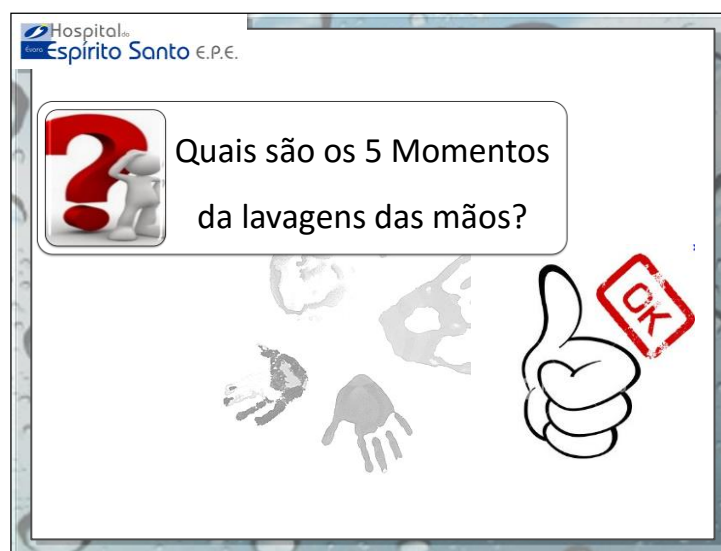 Hospital do
Évora Espírito Santo E.P.E.
Quais são os 5 Momentos
da lavagens das mãos?
OK